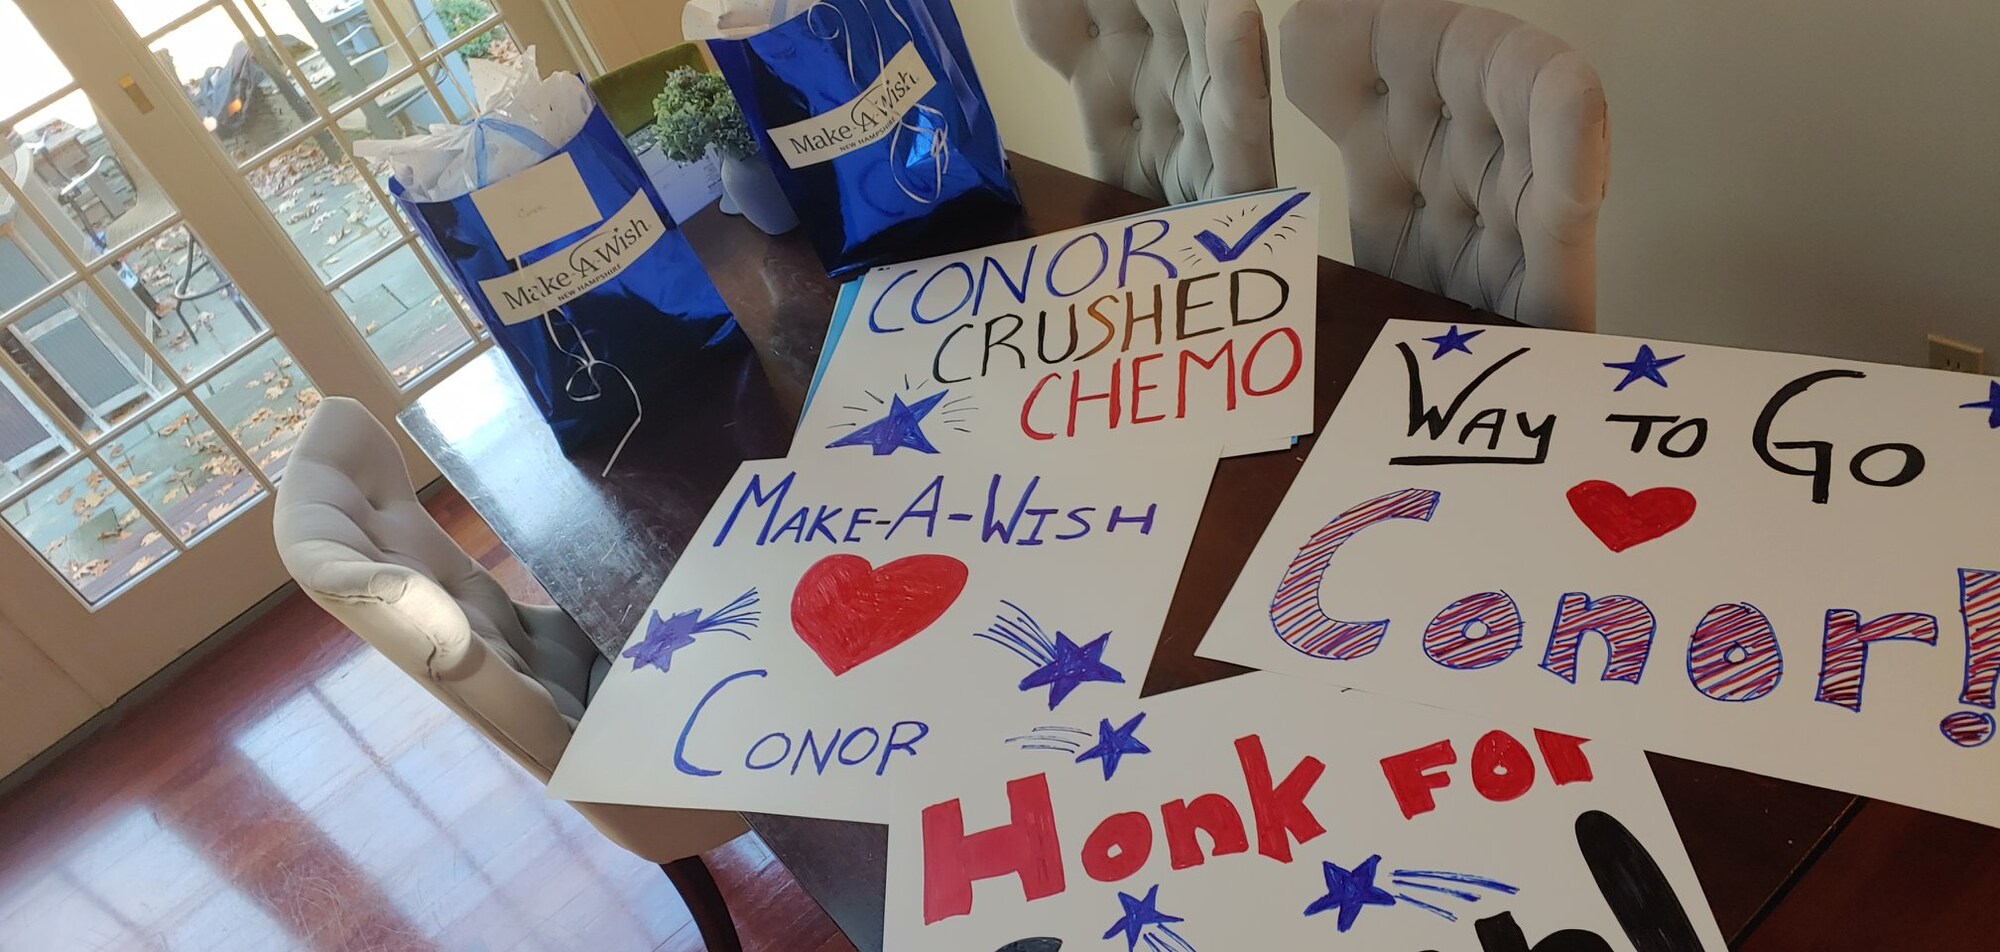 Make-A-Wish
NEW HAMPSHIRE
Make-A-Wish
NEW HAMPSHIRE
CONOR
CRUSHED
CHEMO
WAY TO GO
Conor!
MAKE-A-WISH
CONOR
Honk For